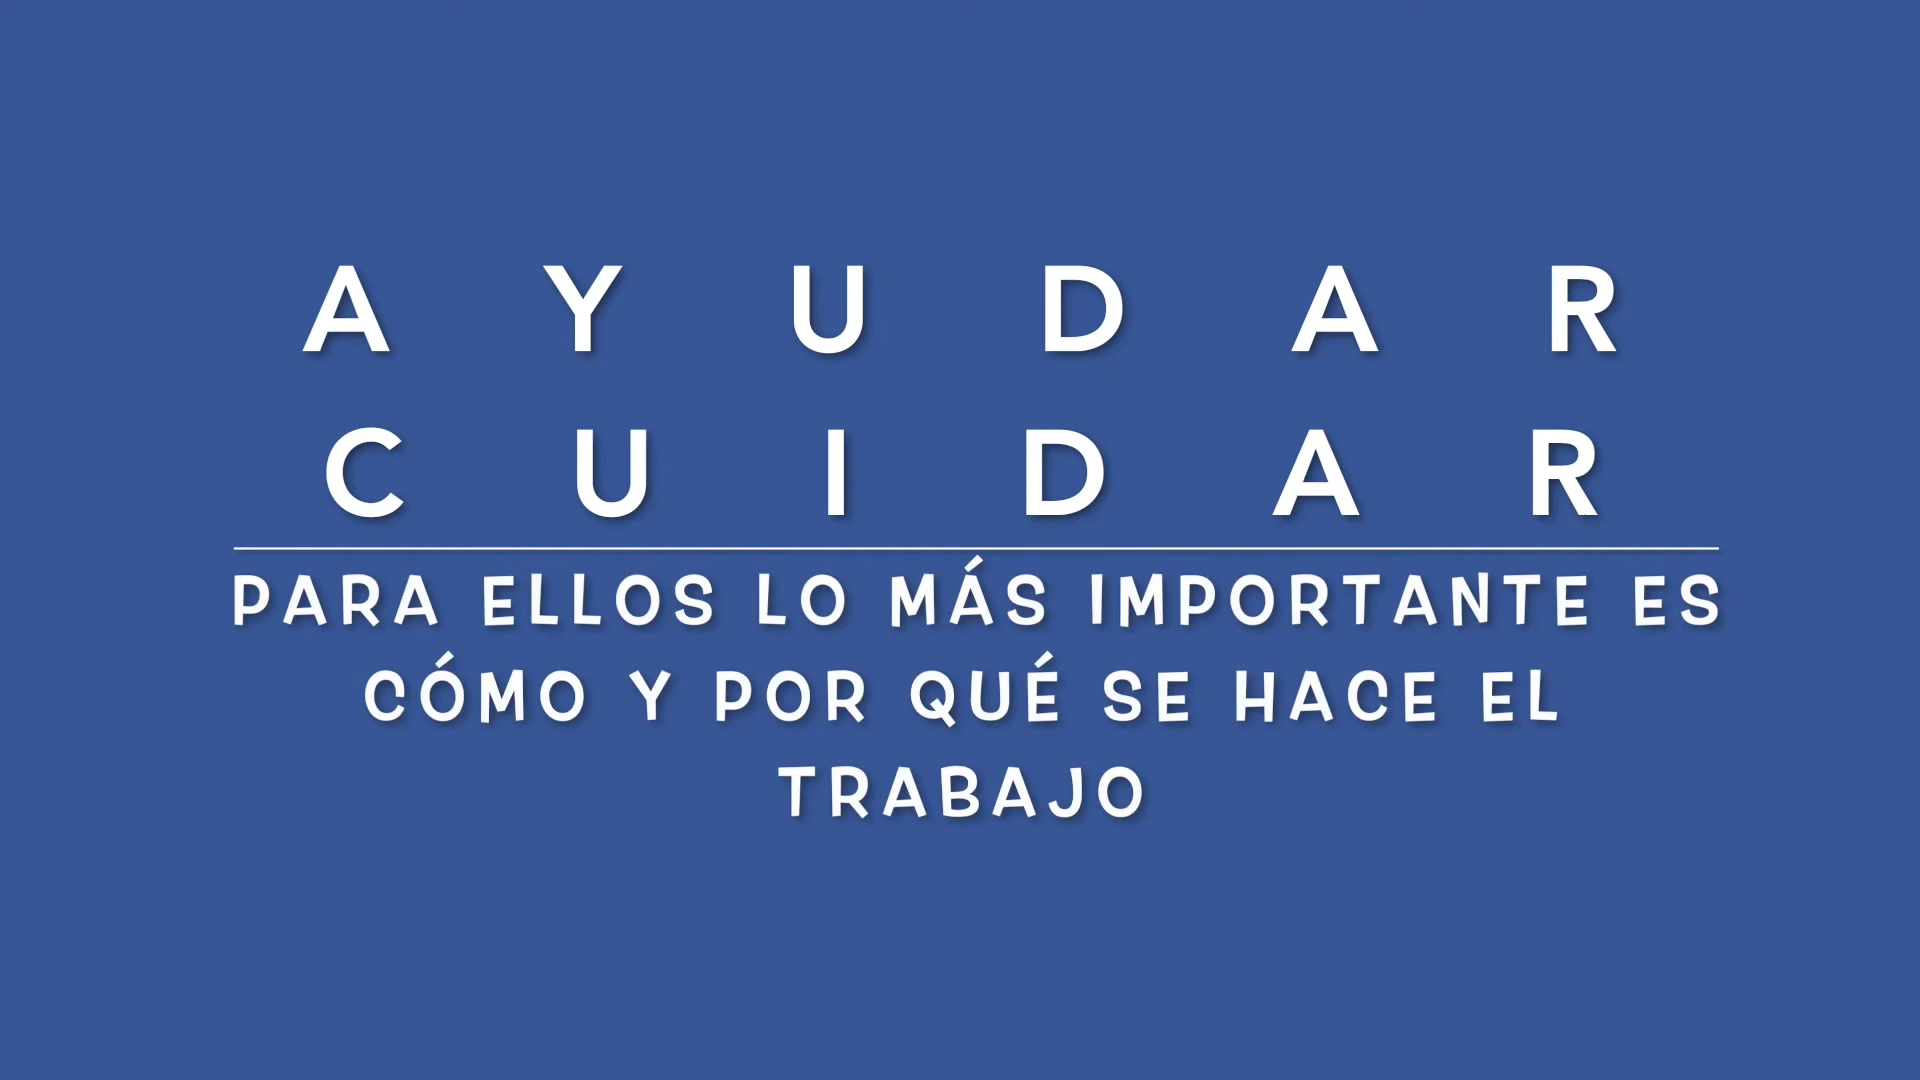 AYUDAR
CUIDAR
PARA ELLOS LO MÁS IMPORTANTE ES
CÓMO Y POR QUÉ SE HACE EL
TRABAJO